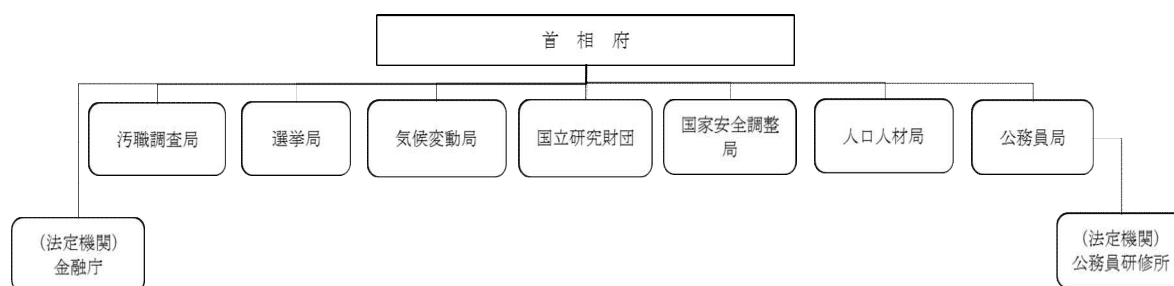 首 相 府
汚職調査局
選挙局
気候変動局
国立研究財団
国家安全調整
局
人口人材局
公務員局
(法定機関)
金融庁
(法定機関)
公務員研修所